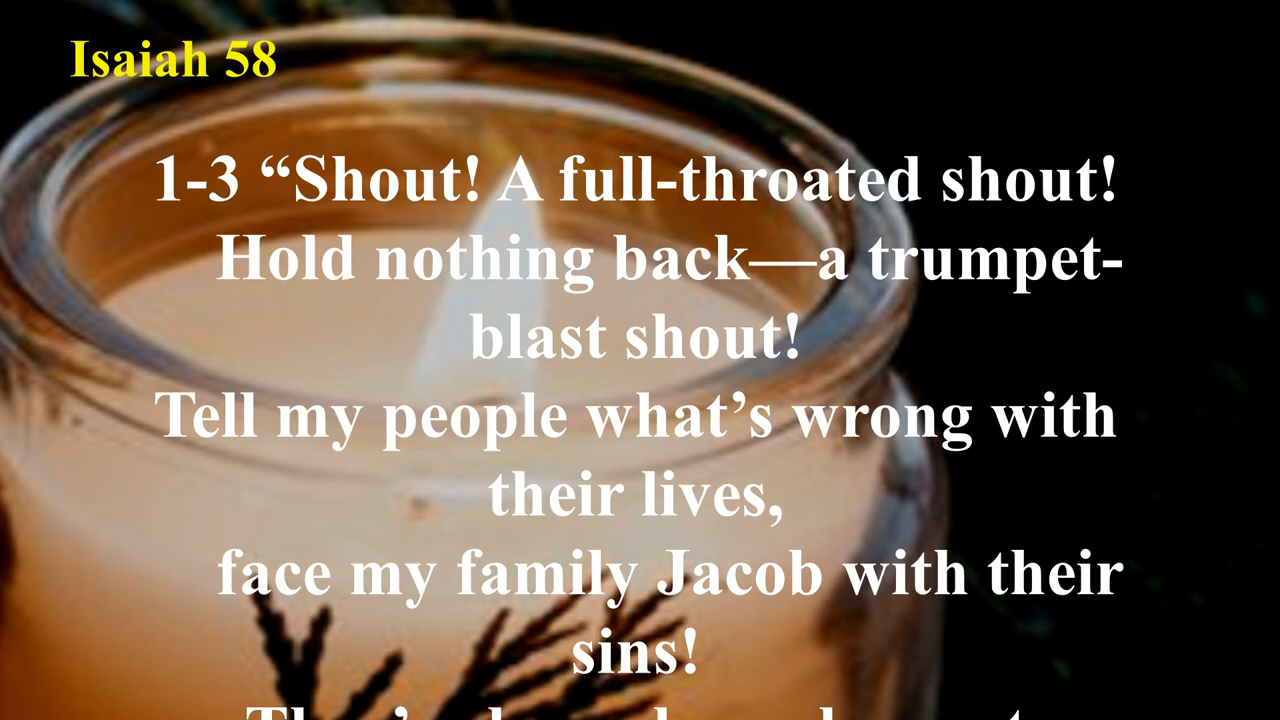 Isaiah 58
1-3 “Shout! A full-throated shout!
Hold nothing back—a trumpet-
blast shout!
Tell my people what’s wrong with
their lives,
face my family Jacob with their
sins!